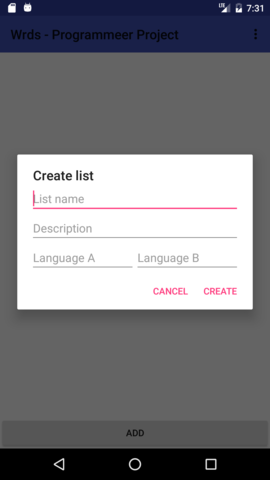 LTE 7:31
Wrds - Programmeer Project
Create list
List name
Description
Language A Language B
CANCEL CREATE
ADD